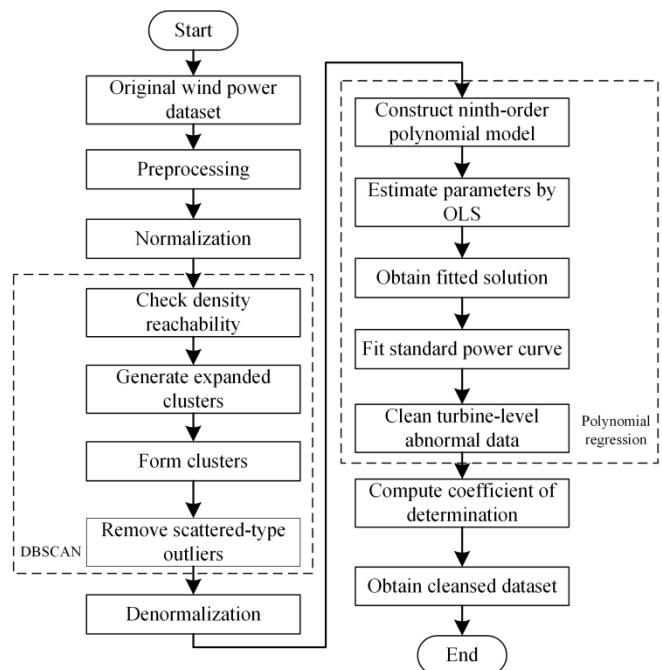 Start
Original wind power
dataset
Preprocessing
Normalization
Check density
reachability
Generate expanded
clusters
Form clusters
Remove scattered-type
outliers
DBSCAN
Denormalization
Construct ninth-order
polynomial model
Estimate parameters by
OLS
Obtain fitted solution
Fit standard power curve
Clean turbine-level
abnormal data
Polynomial
regression
Compute coefficient of
determination
Obtain cleansed dataset
End